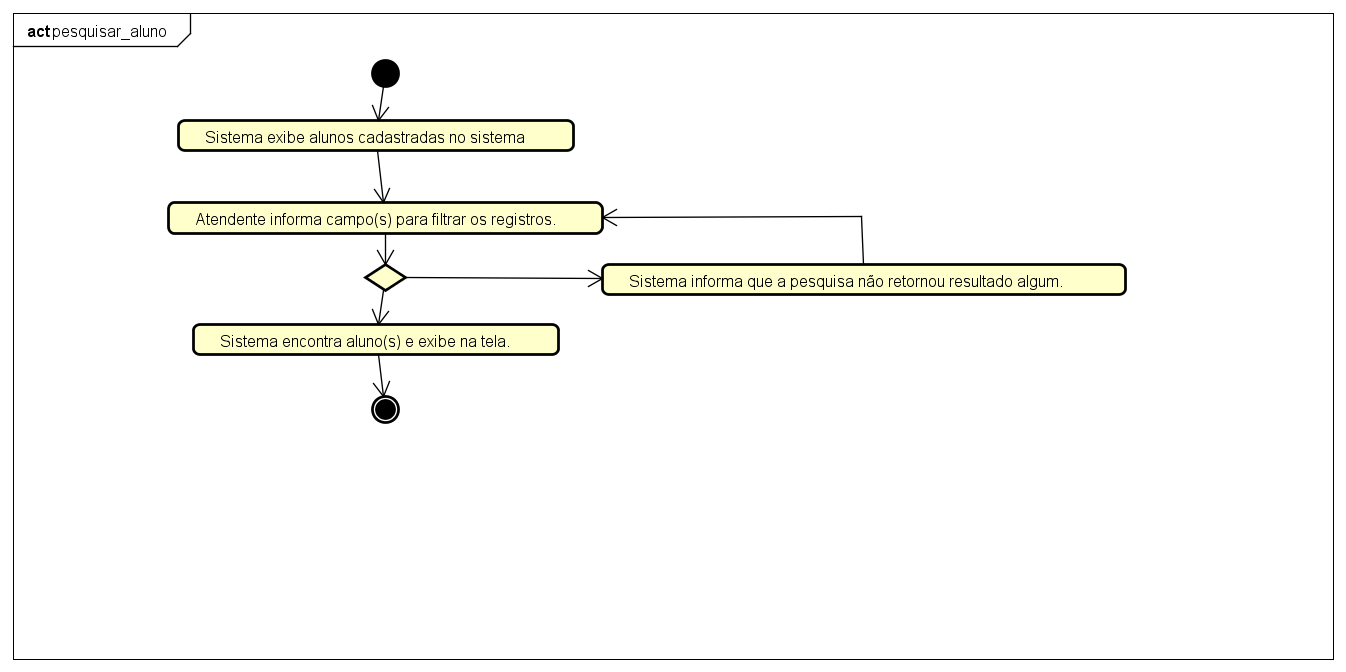 act pesquisar_aluno
Sistema exibe alunos cadastradas no sistema
Atendente informa campo(s) para filtrar os registros.
Sistema informa que a pesquisa não retornou resultado algum.
Sistema encontra aluno(s) e exibe na tela.